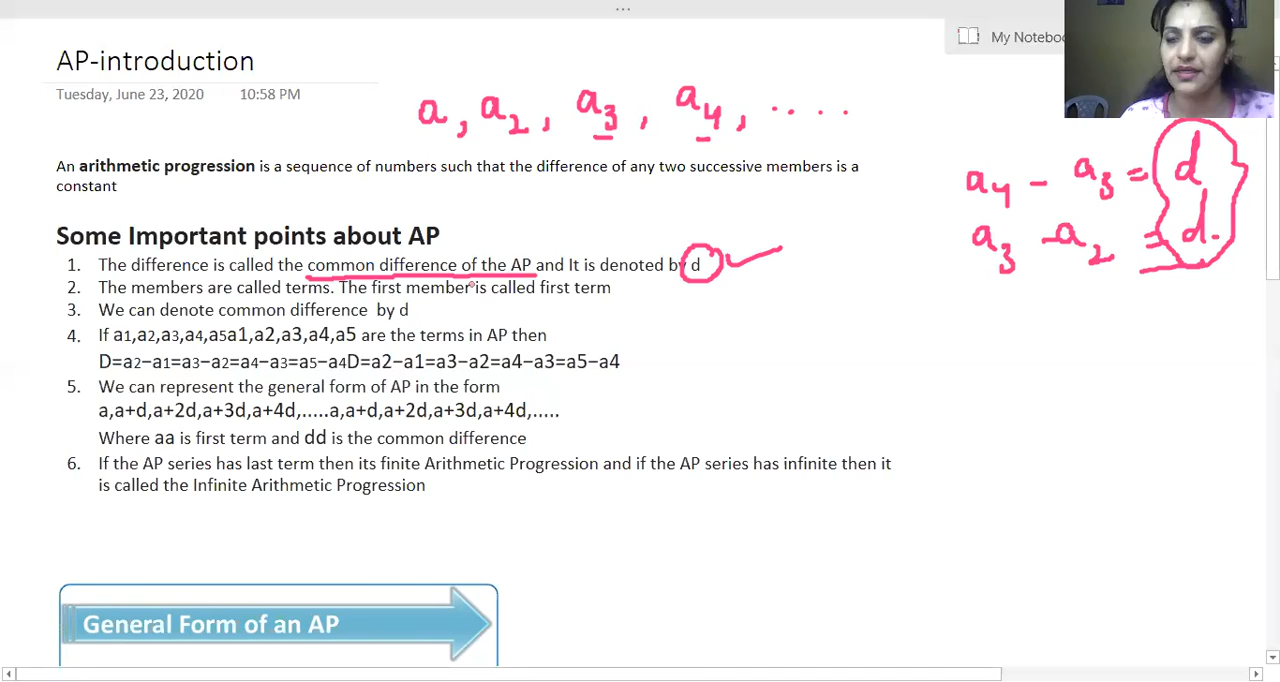 ...
AP-introduction
My Notebo
Tuesday, June 23, 2020 10:58 PM
a, a2, a3, a4, .....
An arithmetic progression is a sequence of numbers such that the difference of any two successive members is a
constant
a4 - a3 = d
a3 - a2 = d.
Some Important points about AP
1. The difference is called the common difference of the AP and It is denoted by d
2. The members are called terms. The first member is called first term
3. We can denote common difference by d
4. If a1,a2,a3,a4,a5a1,a2,a3,a4,a5 are the terms in AP then
D=a2−a1=a3−a2=a4−a3=a5−a4D=a2−a1=a3−a2=a4−a3=a5−a4
5. We can represent the general form of AP in the form
a,a+d,a+2d,a+3d,a+4d,.....a,a+d,a+2d,a+3d,a+4d,.....
Where aa is first term and dd is the common difference
6. If the AP series has last term then its finite Arithmetic Progression and if the AP series has infinite then it
is called the Infinite Arithmetic Progression
General Form of an AP